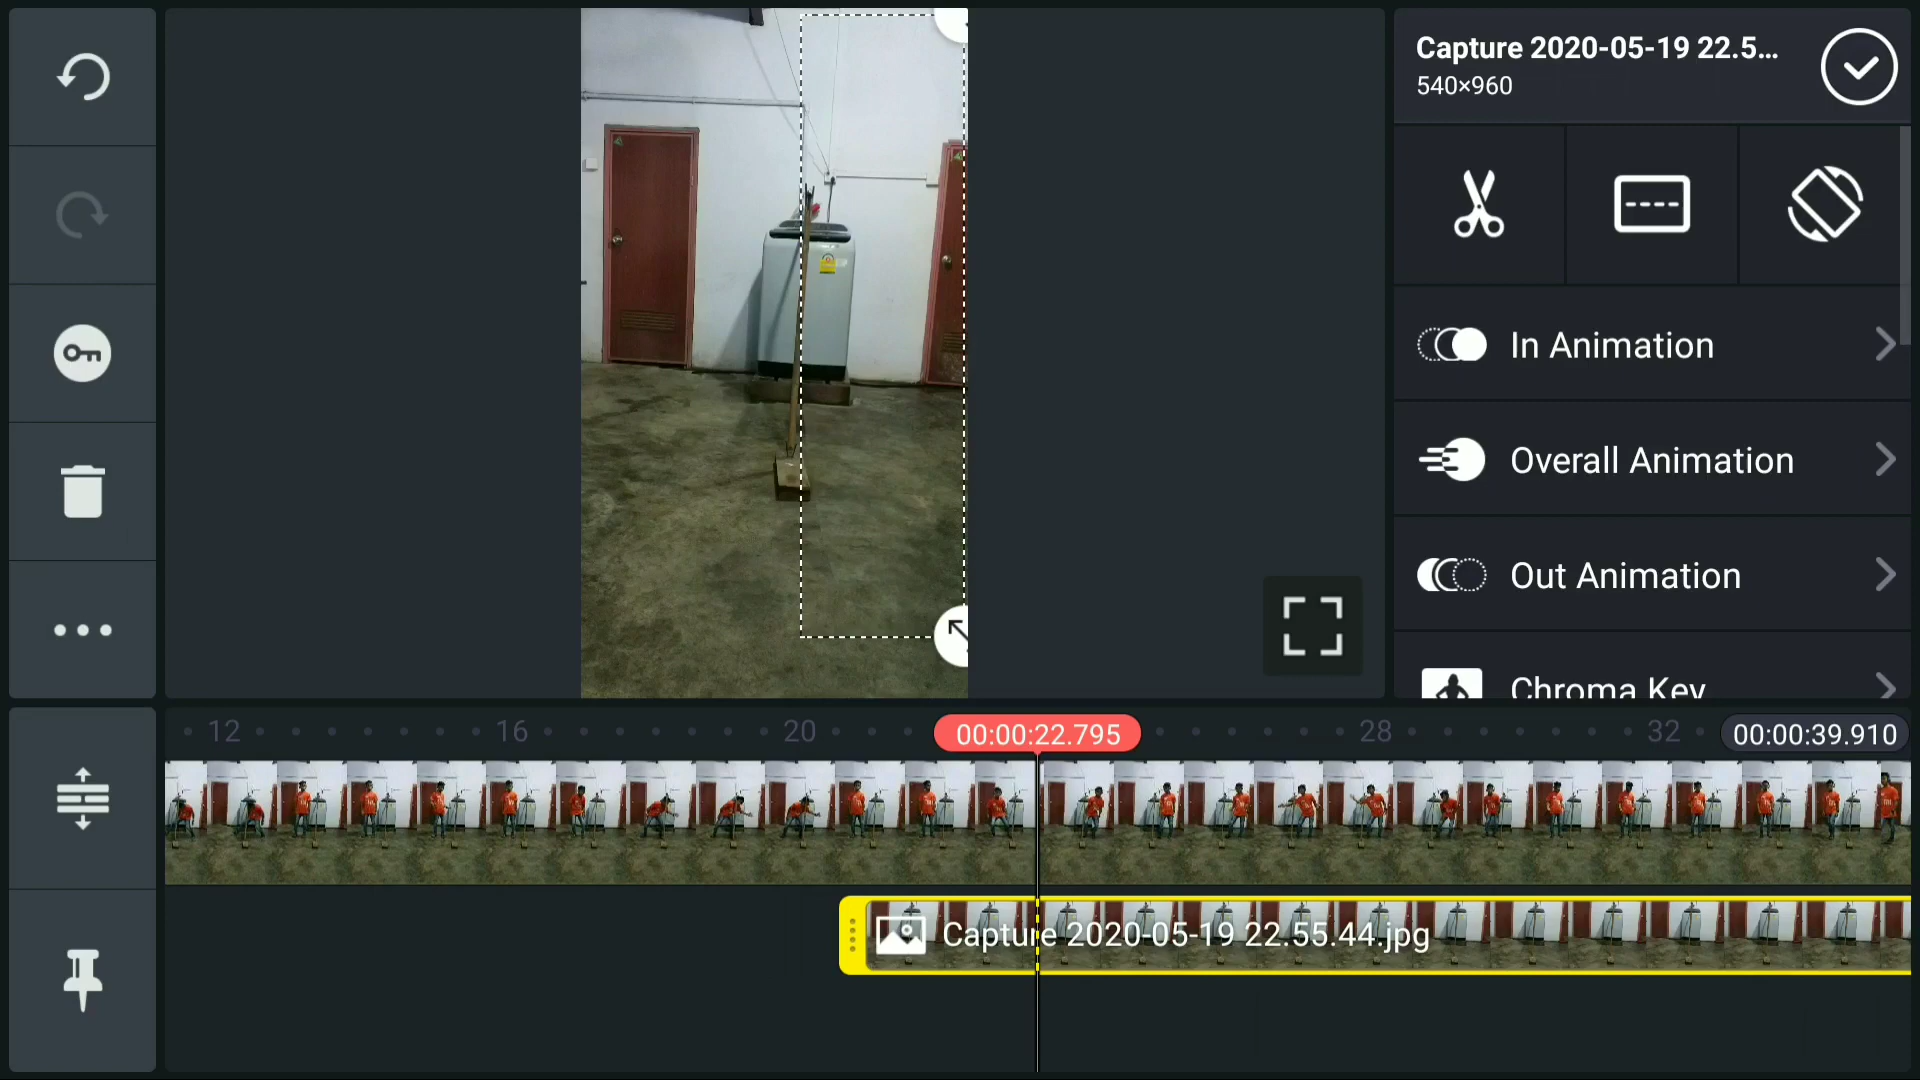 Capture 2020-05-19 22.5...
540×960
In Animation
Overall Animation
Out Animation
Chroma Key
12
16
20
00:00:22.795
28
32
00:00:39.910
Capture 2020-05-19 22.55.44.jpg